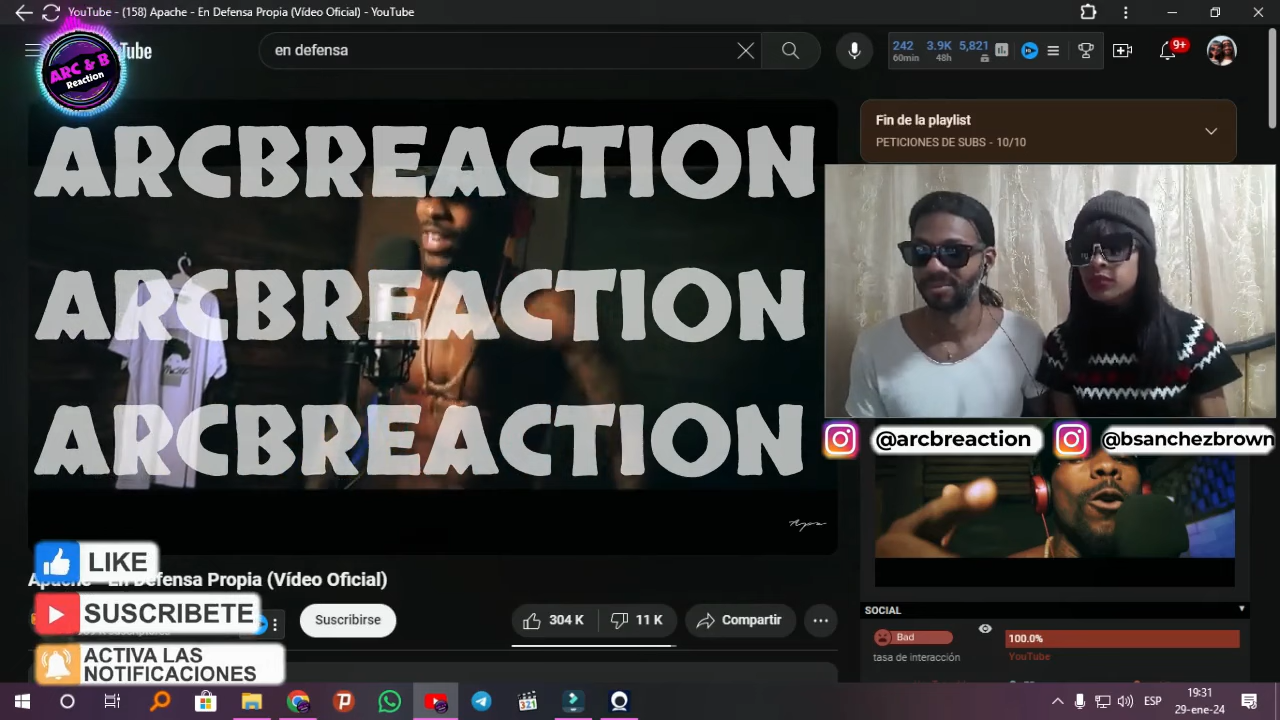 YouTube - (158) Apache - En Defensa Propia (Vídeo Oficial) - YouTube
ARC & B
Reaction
en defensa
242
60min
3.9K
48h
5,821
9+
Fin de la playlist
PETICIONES DE SUBS - 10/10
ARCBREACTION
ARCBREACTION
ARCBREACTION
@arcbreaction
@bsanchezbrown
LIKE
Apache - En Defensa Propia (Vídeo Oficial)
SUSCRIBETE
Suscribirse
304 K
11 K
Compartir
ACTIVA LAS
NOTIFICACIONES
SOCIAL
Bad
100.0%
tasa de interacción
YouTube
321
ESP
19:31
29-ene-24